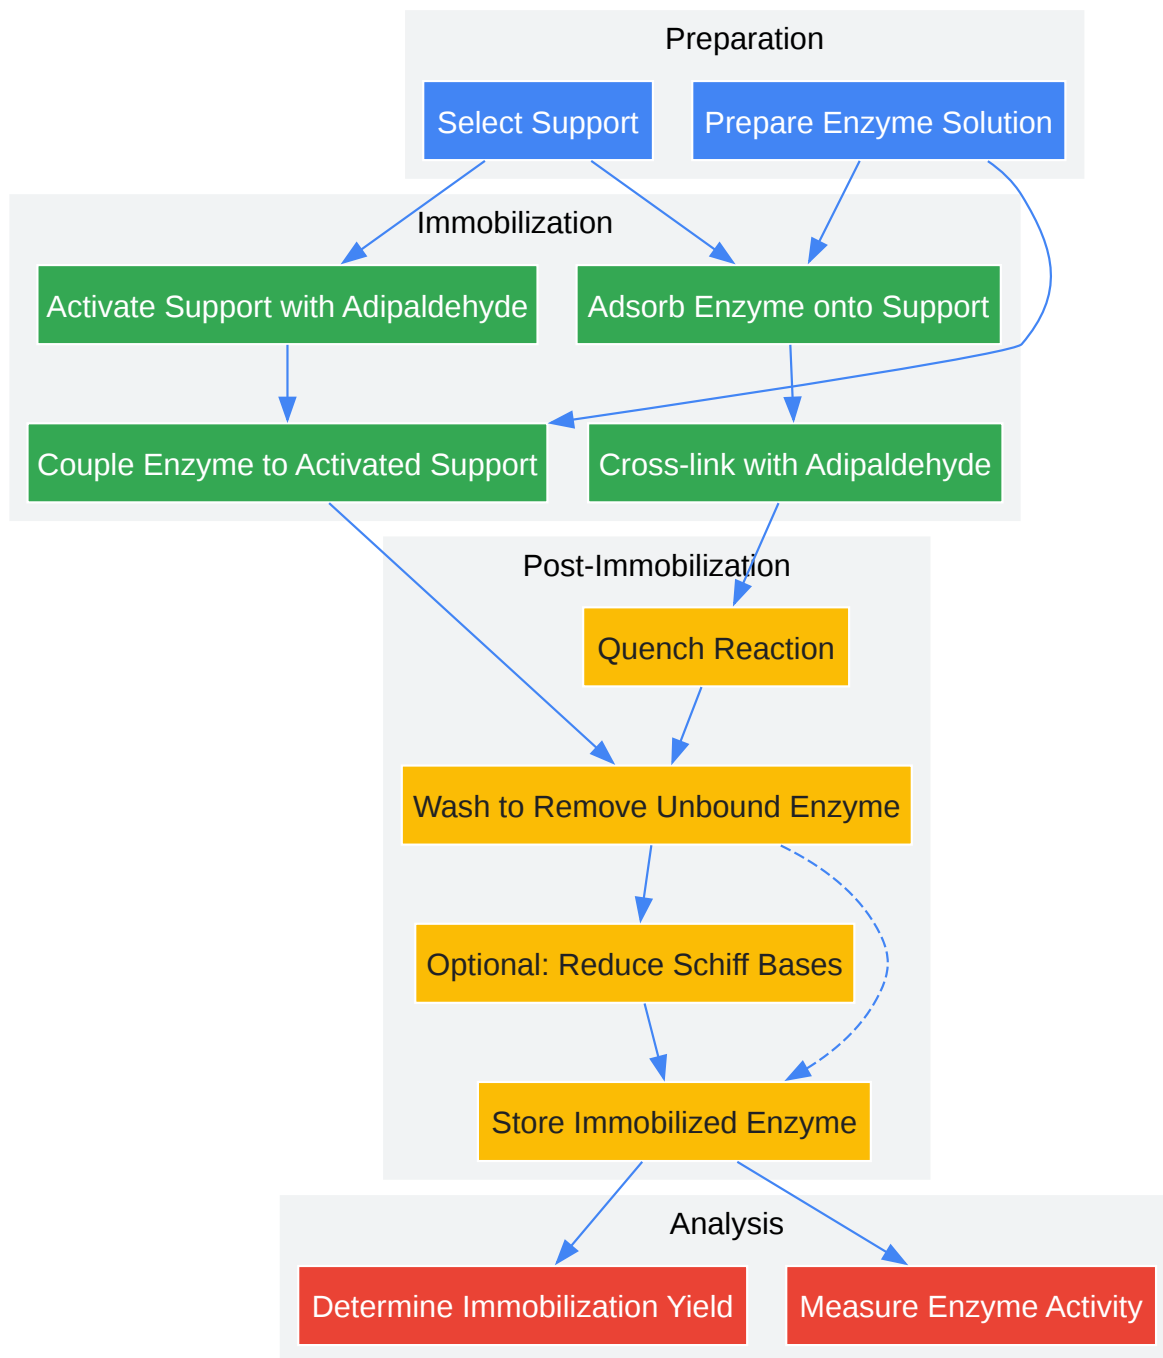 Preparation
Select Support
Prepare Enzyme Solution
Immobilization
Activate Support with Adipaldehyde
Adsorb Enzyme onto Support
Couple Enzyme to Activated Support
Cross-link with Adipaldehyde
Post-Immobilization
Quench Reaction
Wash to Remove Unbound Enzyme
Optional: Reduce Schiff Bases
Store Immobilized Enzyme
Analysis
Determine Immobilization Yield
Measure Enzyme Activity